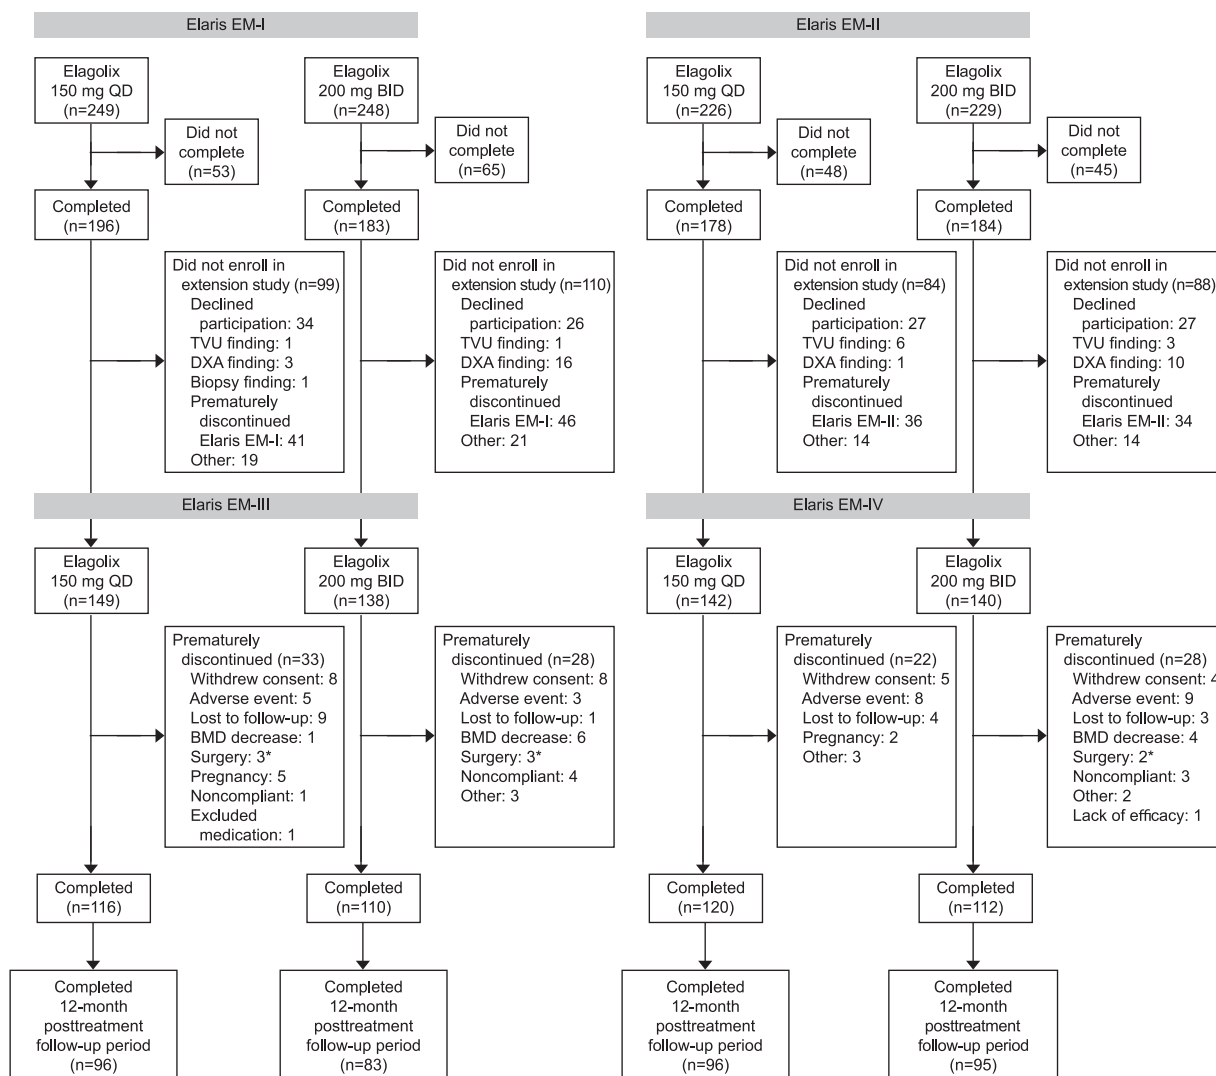 Elaris EM-I
Elagolix
150 mg QD
(n=249)
Elagolix
200 mg BID
(n=248)
Did not
complete
(n=53)
Did not
complete
(n=65)
Completed
(n=196)
Completed
(n=183)
Did not enroll in
extension study (n=99)
Declined
participation: 34
TVU finding: 1
DXA finding: 3
Biopsy finding: 1
Prematurely
discontinued
Elaris EM-I: 41
Other: 19
Did not enroll in
extension study (n=110)
Declined
participation: 26
TVU finding: 1
DXA finding: 16
Prematurely
discontinued
Elaris EM-I: 46
Other: 21
Elaris EM-III
Elagolix
150 mg QD
(n=149)
Elagolix
200 mg BID
(n=138)
Prematurely
discontinued (n=33)
Withdrew consent: 8
Adverse event: 5
Lost to follow-up: 9
BMD decrease: 1
Surgery: 3*
Pregnancy: 5
Noncompliant: 1
Excluded
medication: 1
Prematurely
discontinued (n=28)
Withdrew consent: 8
Adverse event: 3
Lost to follow-up: 1
BMD decrease: 6
Surgery: 3*
Noncompliant: 4
Other: 3
Completed
(n=116)
Completed
(n=110)
Completed
12-month
posttreatment
follow-up period
(n=96)
Completed
12-month
posttreatment
follow-up period
(n=83)
Elaris EM-II
Elagolix
150 mg QD
(n=226)
Elagolix
200 mg BID
(n=229)
Did not
complete
(n=48)
Did not
complete
(n=45)
Completed
(n=178)
Completed
(n=184)
Did not enroll in
extension study (n=84)
Declined
participation: 27
TVU finding: 6
DXA finding: 1
Prematurely
discontinued
Elaris EM-II: 36
Other: 14
Did not enroll in
extension study (n=88)
Declined
participation: 27
TVU finding: 3
DXA finding: 10
Prematurely
discontinued
Elaris EM-II: 34
Other: 14
Elaris EM-IV
Elagolix
150 mg QD
(n=142)
Elagolix
200 mg BID
(n=140)
Prematurely
discontinued (n=22)
Withdrew consent: 5
Adverse event: 8
Lost to follow-up: 4
Pregnancy: 2
Other: 3
Prematurely
discontinued (n=28)
Withdrew consent: 4
Adverse event: 9
Lost to follow-up: 3
BMD decrease: 4
Surgery: 2*
Noncompliant: 3
Other: 2
Lack of efficacy: 1
Completed
(n=120)
Completed
(n=112)
Completed
12-month
posttreatment
follow-up period
(n=96)
Completed
12-month
posttreatment
follow-up period
(n=95)